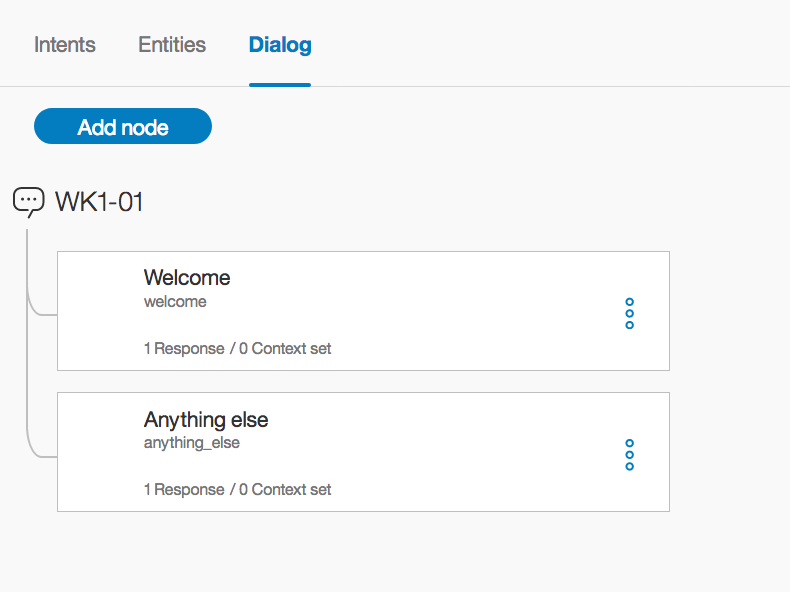 Intents Entities Dialog
Add node
WK1-01
Welcome
welcome
1 Response / 0 Context set
Anything else
anything_else
1 Response / 0 Context set